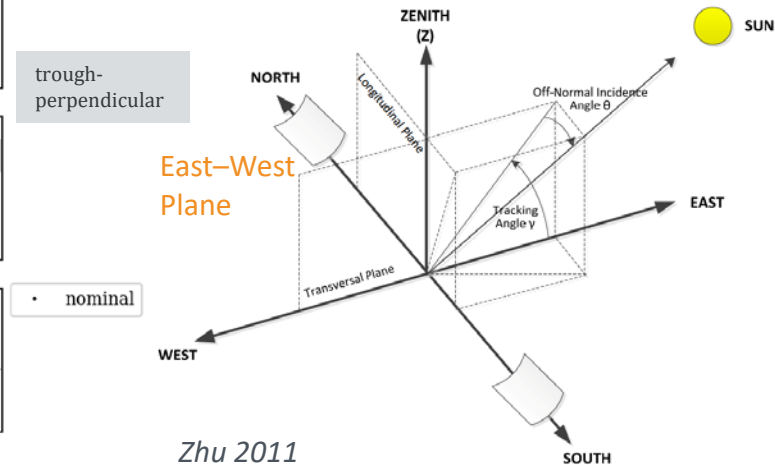 ZENITH
(Z)
SUN
trough-
perpendicular
NORTH
Longitudinal Plane
Off-Normal Incidence
Angle θ
East–West
Plane
Tracking
Angle γ
EAST
Transversal Plane
• nominal
WEST
Zhu 2011
SOUTH